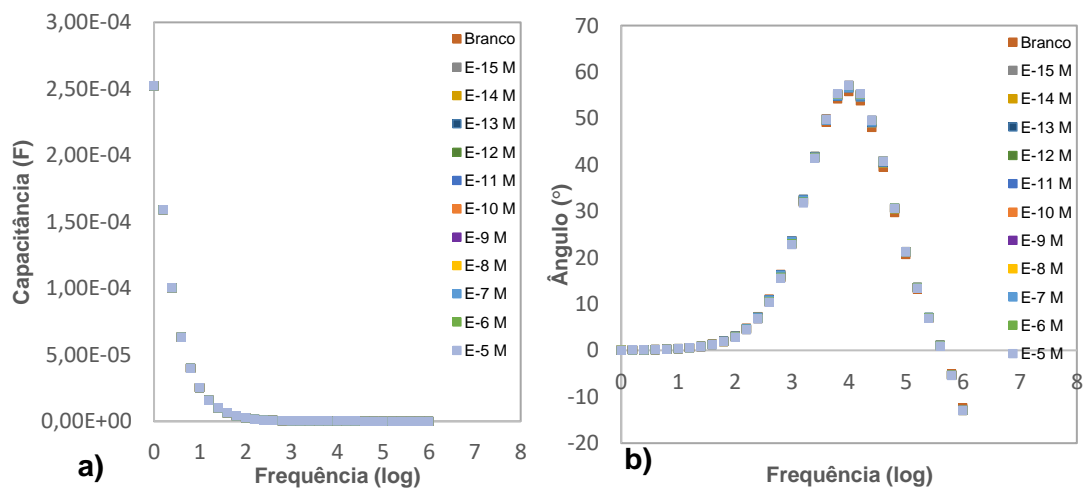 3,00E-04
2,50E-04
2,00E-04
1,50E-04
1,00E-04
5,00E-05
0,00E+00
Capacitância (F)
0 1 2 3 4 5 6 7 8
Frequência (log)
a)
Branco
E-15 M
E-14 M
E-13 M
E-12 M
E-11 M
E-10 M
E-9 M
E-8 M
E-7 M
E-6 M
E-5 M
70
60
50
40
30
20
10
0
-10
-20
Ângulo (°)
0 1 2 3 4 5 6 7 8
Frequência (log)
b)
Branco
E-15 M
E-14 M
E-13 M
E-12 M
E-11 M
E-10 M
E-9 M
E-8 M
E-7 M
E-6 M
E-5 M